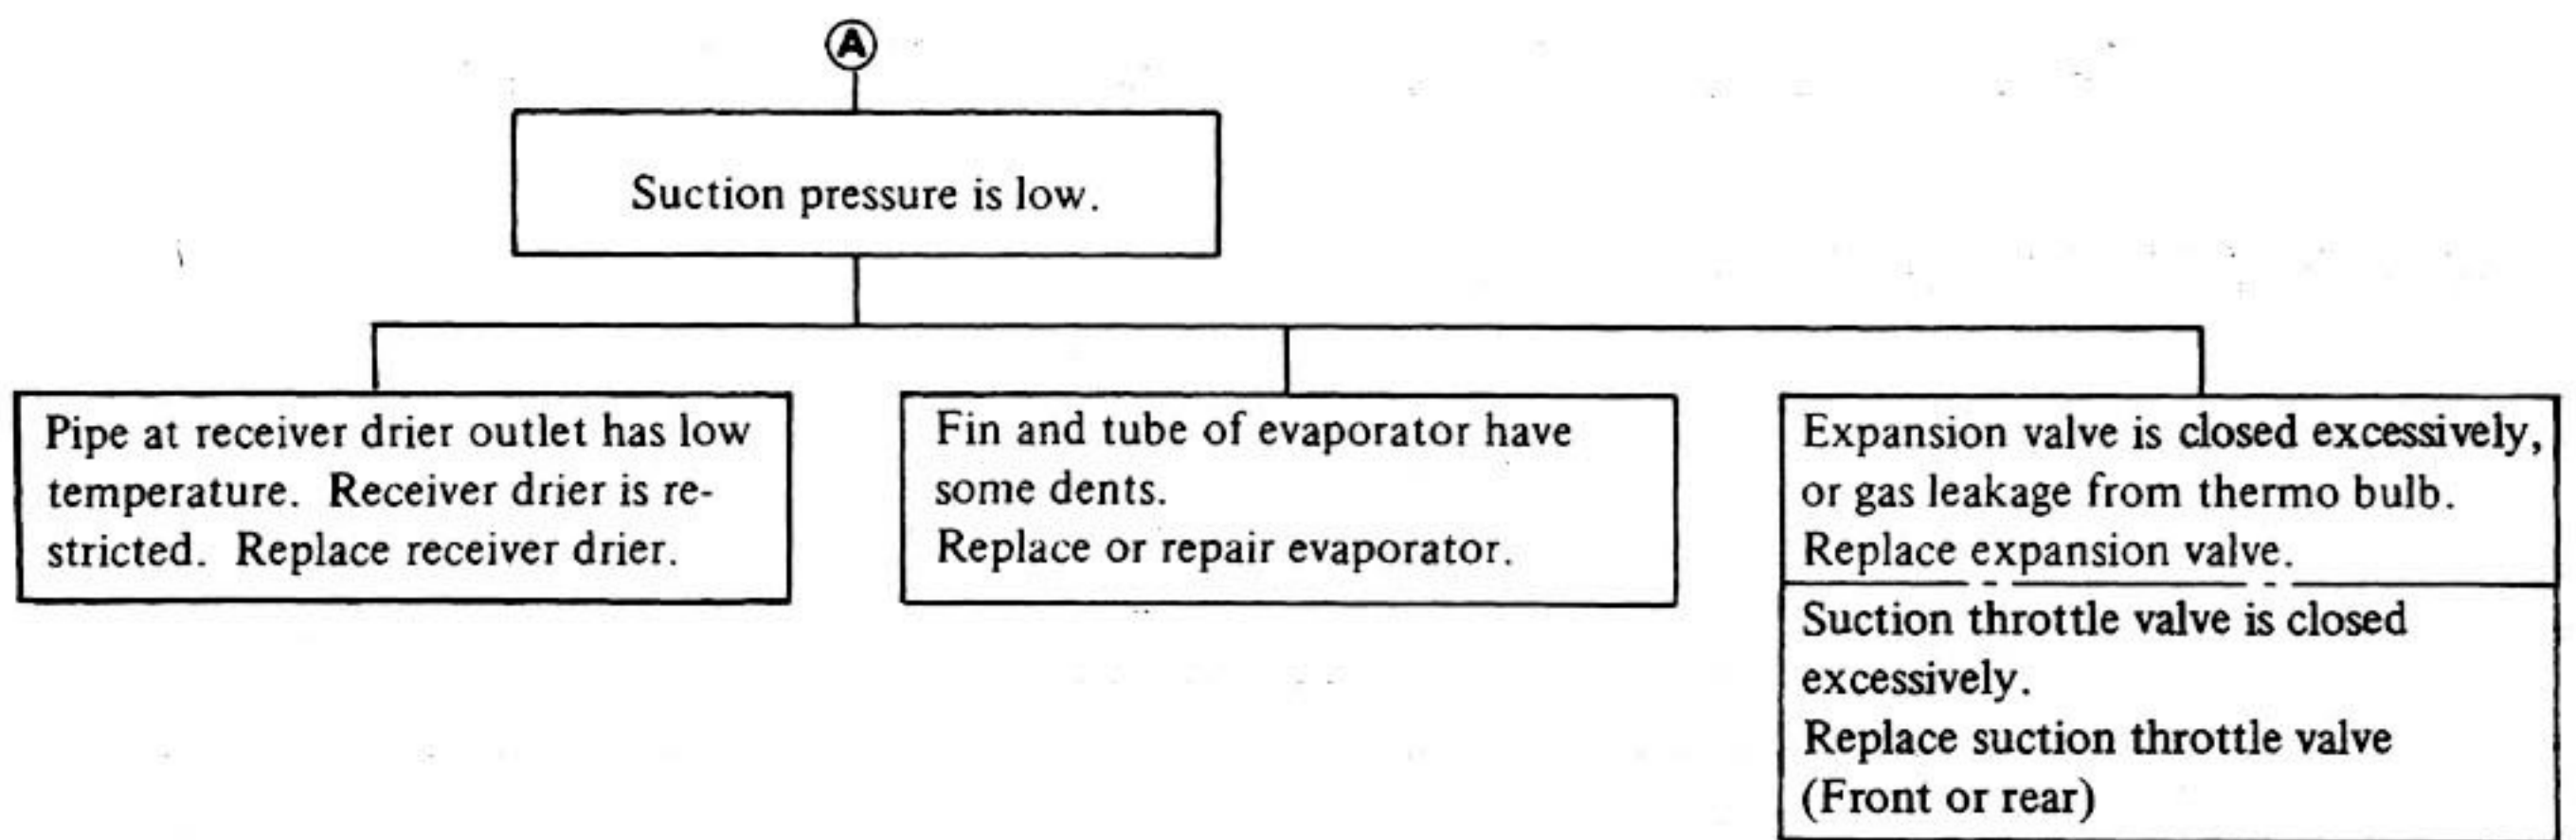 A
Suction pressure is low.
Pipe at receiver drier outlet has low
temperature. Receiver drier is re-
stricted. Replace receiver drier.
Fin and tube of evaporator have
some dents.
Replace or repair evaporator.
Expansion valve is closed excessively,
or gas leakage from thermo bulb.
Replace expansion valve.
Suction throttle valve is closed
excessively.
Replace suction throttle valve
(Front or rear)